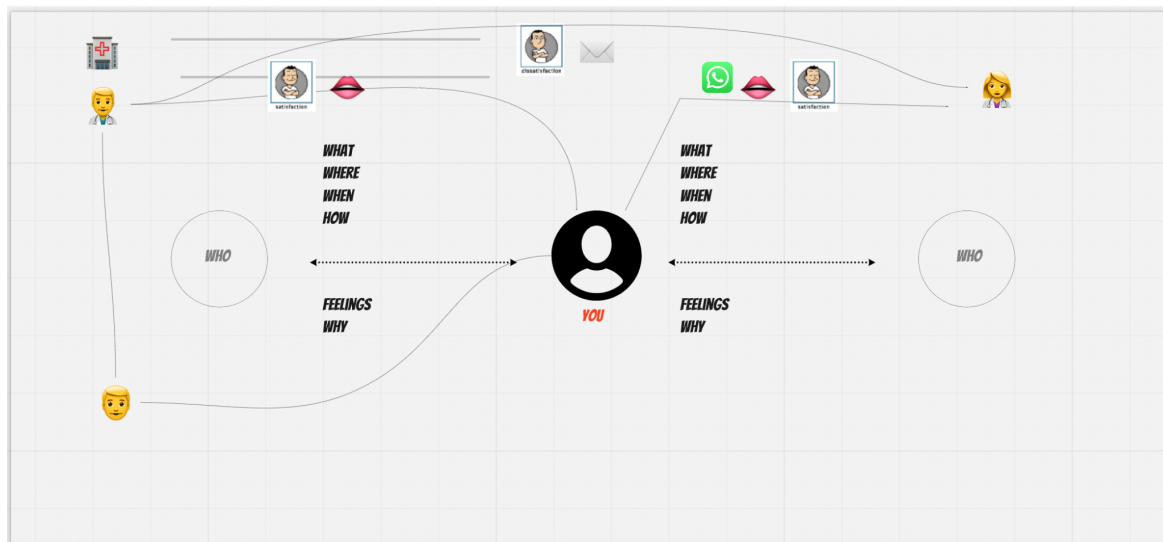 dissatisfaction
satisfaction
satisfaction
WHAT
WHERE
WHEN
HOW
WHAT
WHERE
WHEN
HOW
WHO
WHO
YOU
FEELINGS
WHY
FEELINGS
WHY